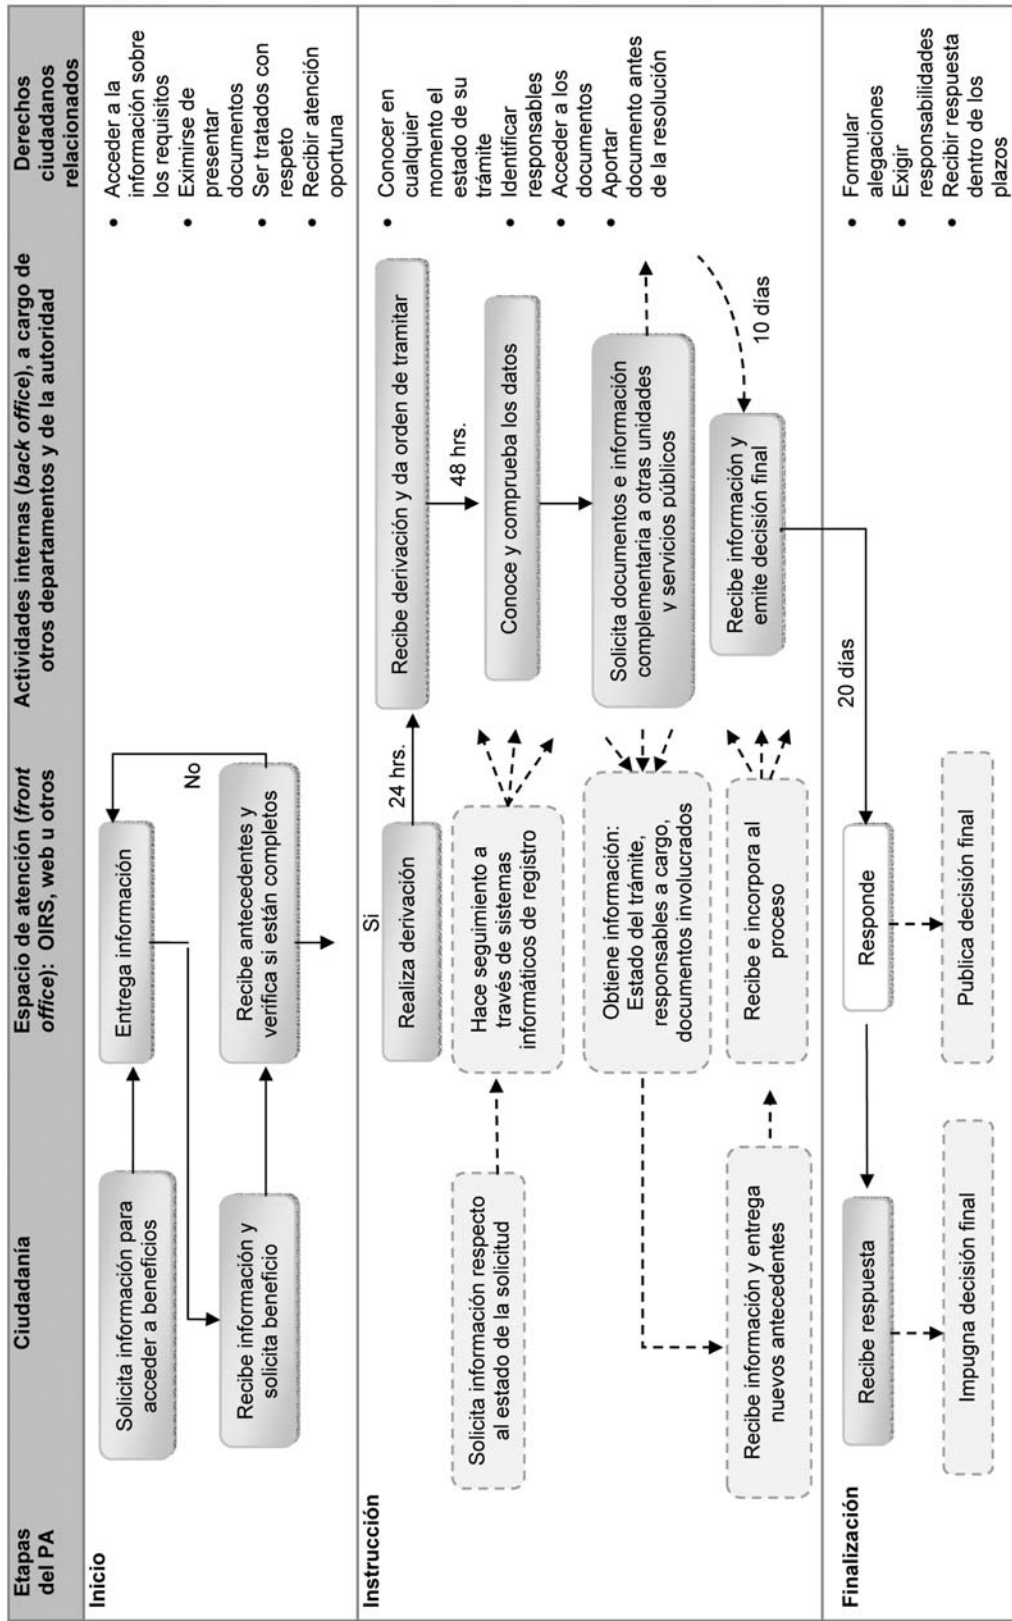 Etapas
del PA
Ciudadanía
Espacio de atención (front
office): OIRS, web u otros
Actividades internas (back office), a cargo de
otros departamentos y de la autoridad
Derechos
ciudadanos
relacionados
Inicio
Solicita información para
acceder a beneficios
Entrega información
Recibe información y
solicita beneficio
Recibe antecedentes y
verifica si están completos
No
• Acceder a la
información sobre
los requisitos
• Eximirse de
presentar
documentos
• Ser tratados con
respeto
• Recibir atención
oportuna
Instrucción
Si
Realiza derivación
24 hrs.
Recibe derivación y da orden de tramitar
48 hrs.
Solicita información respecto
al estado de la solicitud
Hace seguimiento a
través de sistemas
informáticos de registro
Conoce y comprueba los datos
Obtiene información:
Estado del trámite,
responsables a cargo,
documentos involucrados
Solicita documentos e información
complementaria a otras unidades
y servicios públicos
Recibe información y entrega
nuevos antecedentes
Recibe e incorpora al
proceso
Recibe información y
emite decisión final
10 días
• Conocer en
cualquier
momento el
estado de su
trámite
• Identificar
responsables
• Acceder a los
documentos
• Aportar
documento antes
de la resolución
Finalización
20 días
Recibe respuesta
Responde
Impugna decisión final
Publica decisión final
• Formular
alegaciones
• Exigir
responsabilidades
• Recibir respuesta
dentro de los
plazos